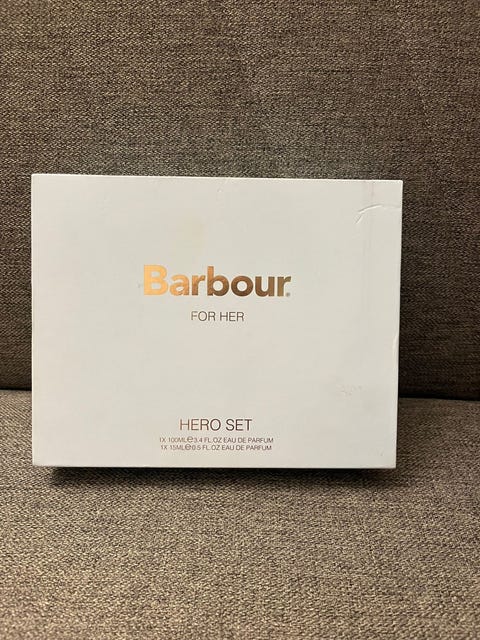 Barbour®
FOR HER
HERO SET
1X 100ML℮3.4 FL.OZ EAU DE PARFUM
1X 15ML℮0.5 FL.OZ EAU DE PARFUM